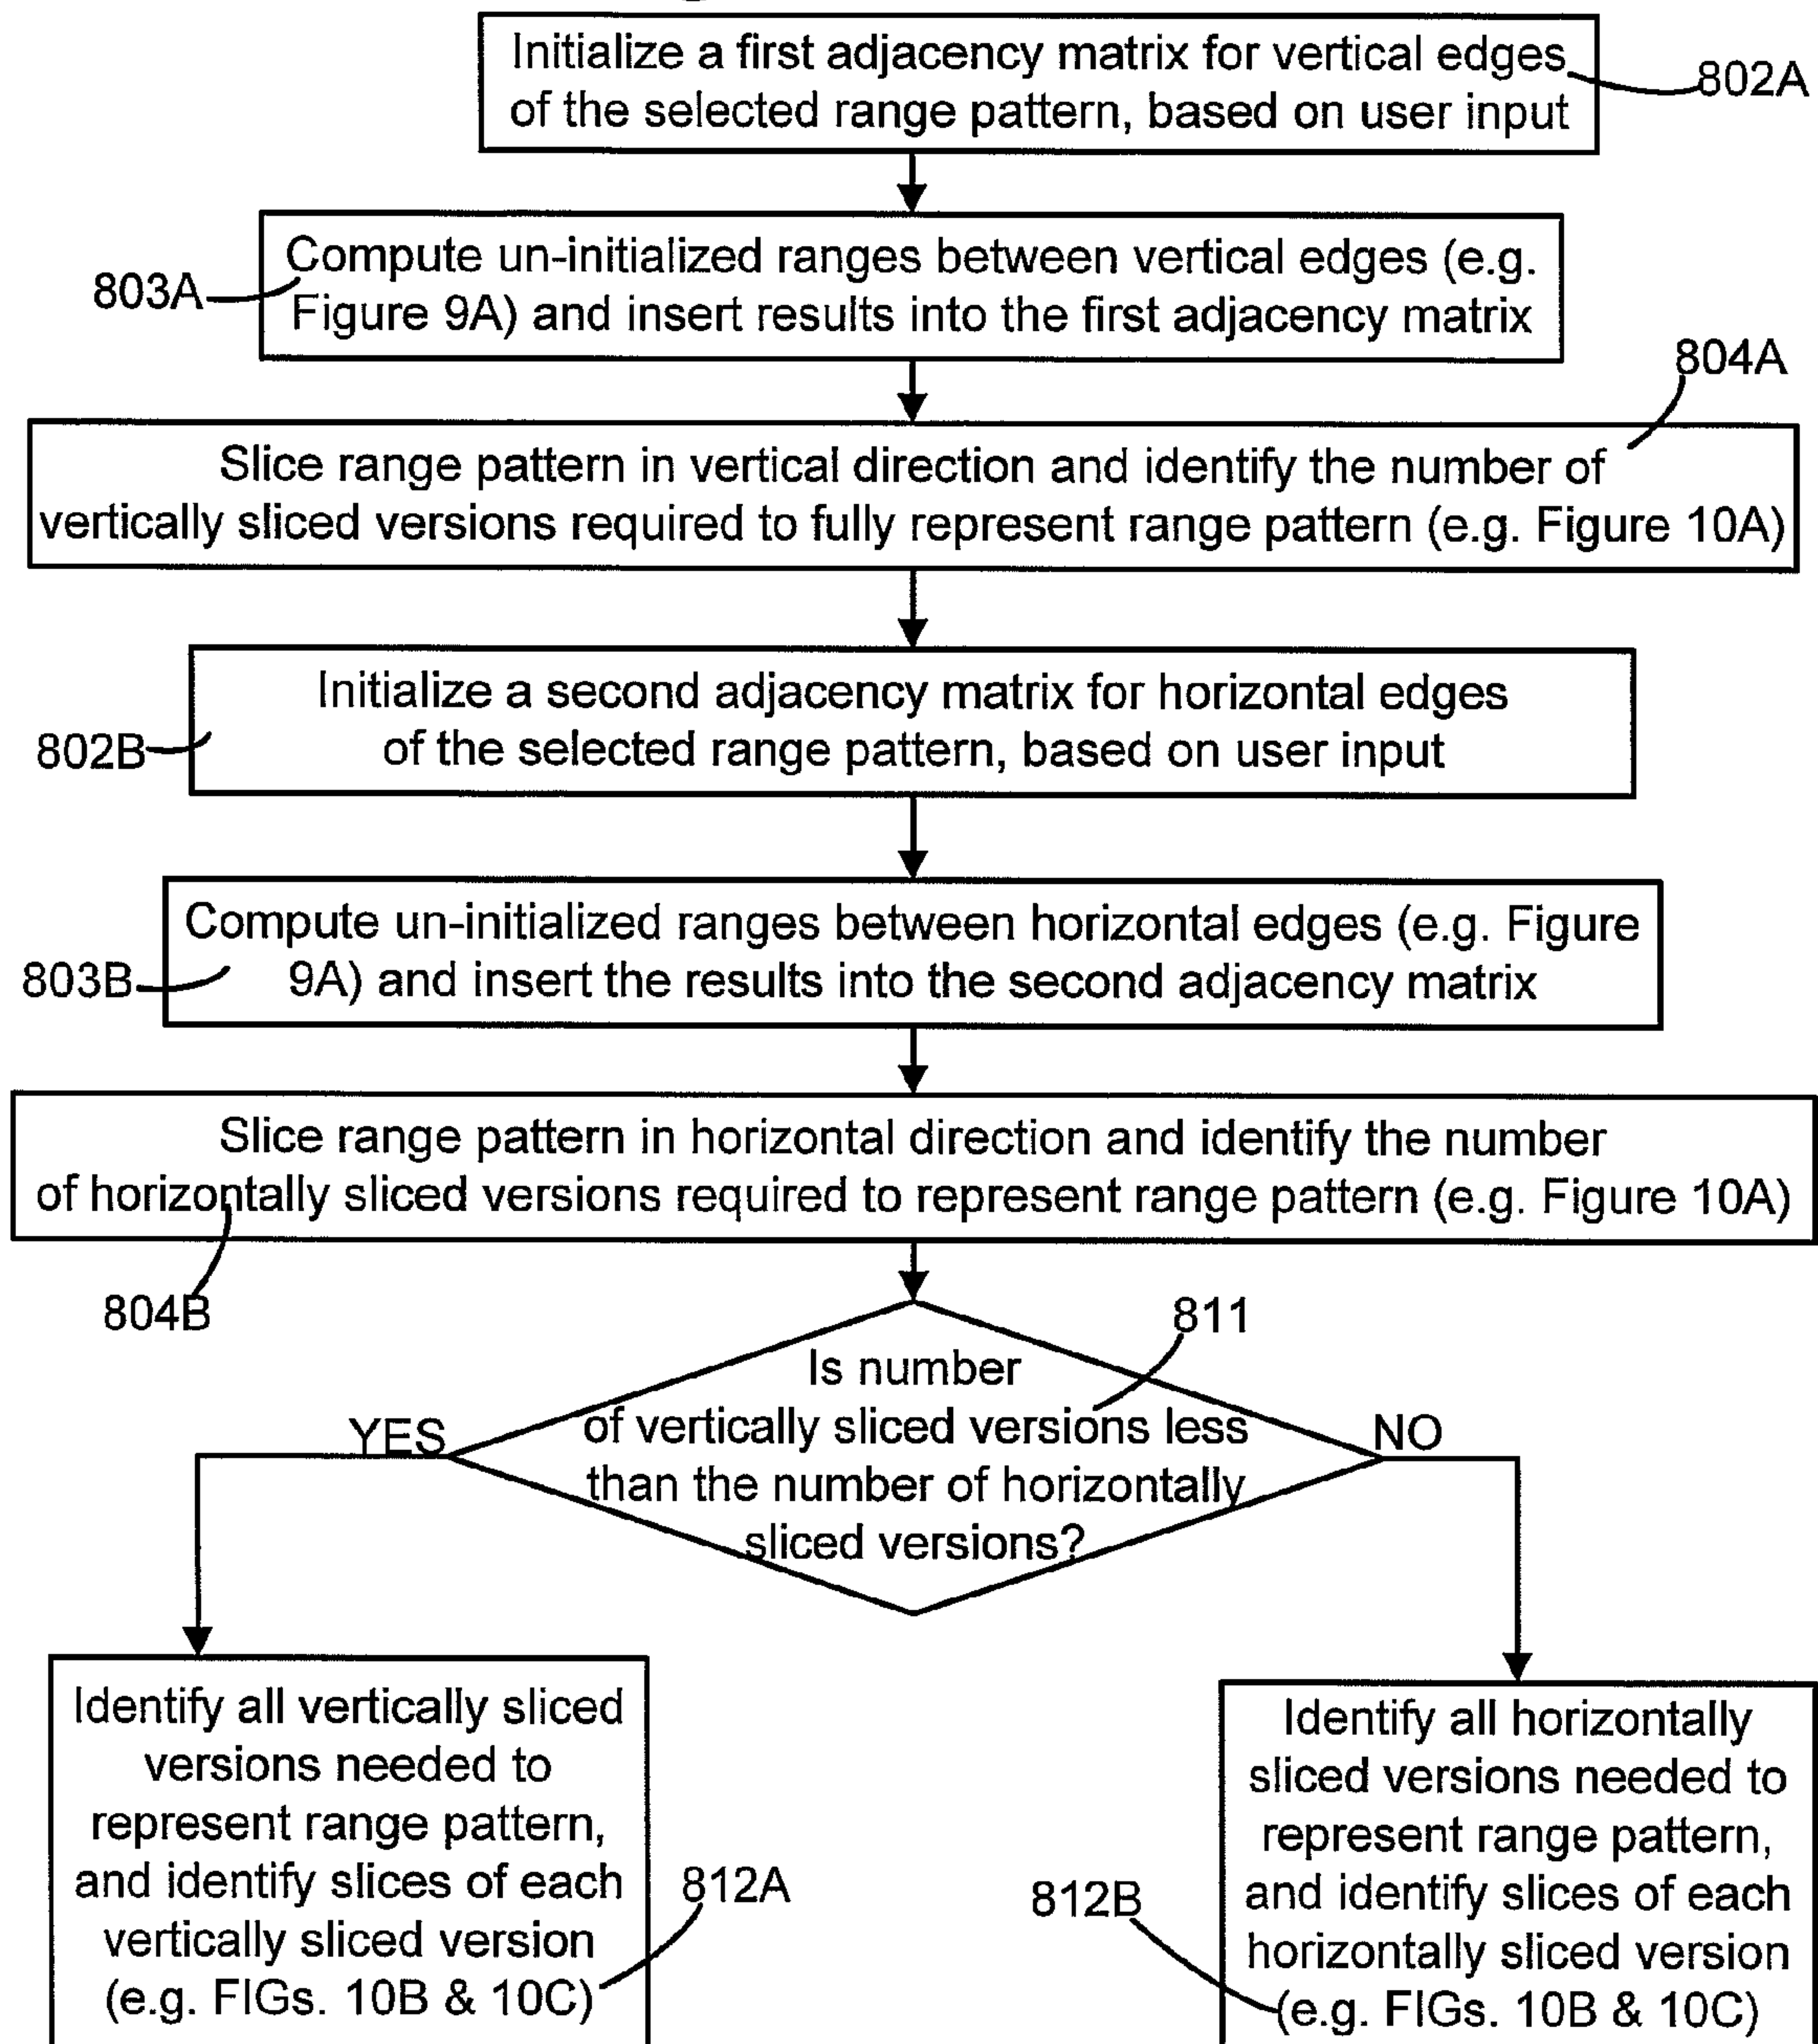 Initialize a first adjacency matrix for vertical edges
of the selected range pattern, based on user input
802A
Compute un-initialized ranges between vertical edges (e.g.
Figure 9A) and insert results into the first adjacency matrix
803A
804A
Slice range pattern in vertical direction and identify the number of
vertically sliced versions required to fully represent range pattern (e.g. Figure 10A)
Initialize a second adjacency matrix for horizontal edges
of the selected range pattern, based on user input
802B
Compute un-initialized ranges between horizontal edges (e.g. Figure
9A) and insert the results into the second adjacency matrix
803B
Slice range pattern in horizontal direction and identify the number
of horizontally sliced versions required to represent range pattern (e.g. Figure 10A)
804B
811
Is number
of vertically sliced versions less
than the number of horizontally
sliced versions?
YES
NO
Identify all vertically sliced
versions needed to
represent range pattern,
and identify slices of each
vertically sliced version
(e.g. FIGs. 10B & 10C)
812A
812B
Identify all horizontally
sliced versions needed to
represent range pattern,
and identify slices of each
horizontally sliced version
(e.g. FIGs. 10B & 10C)